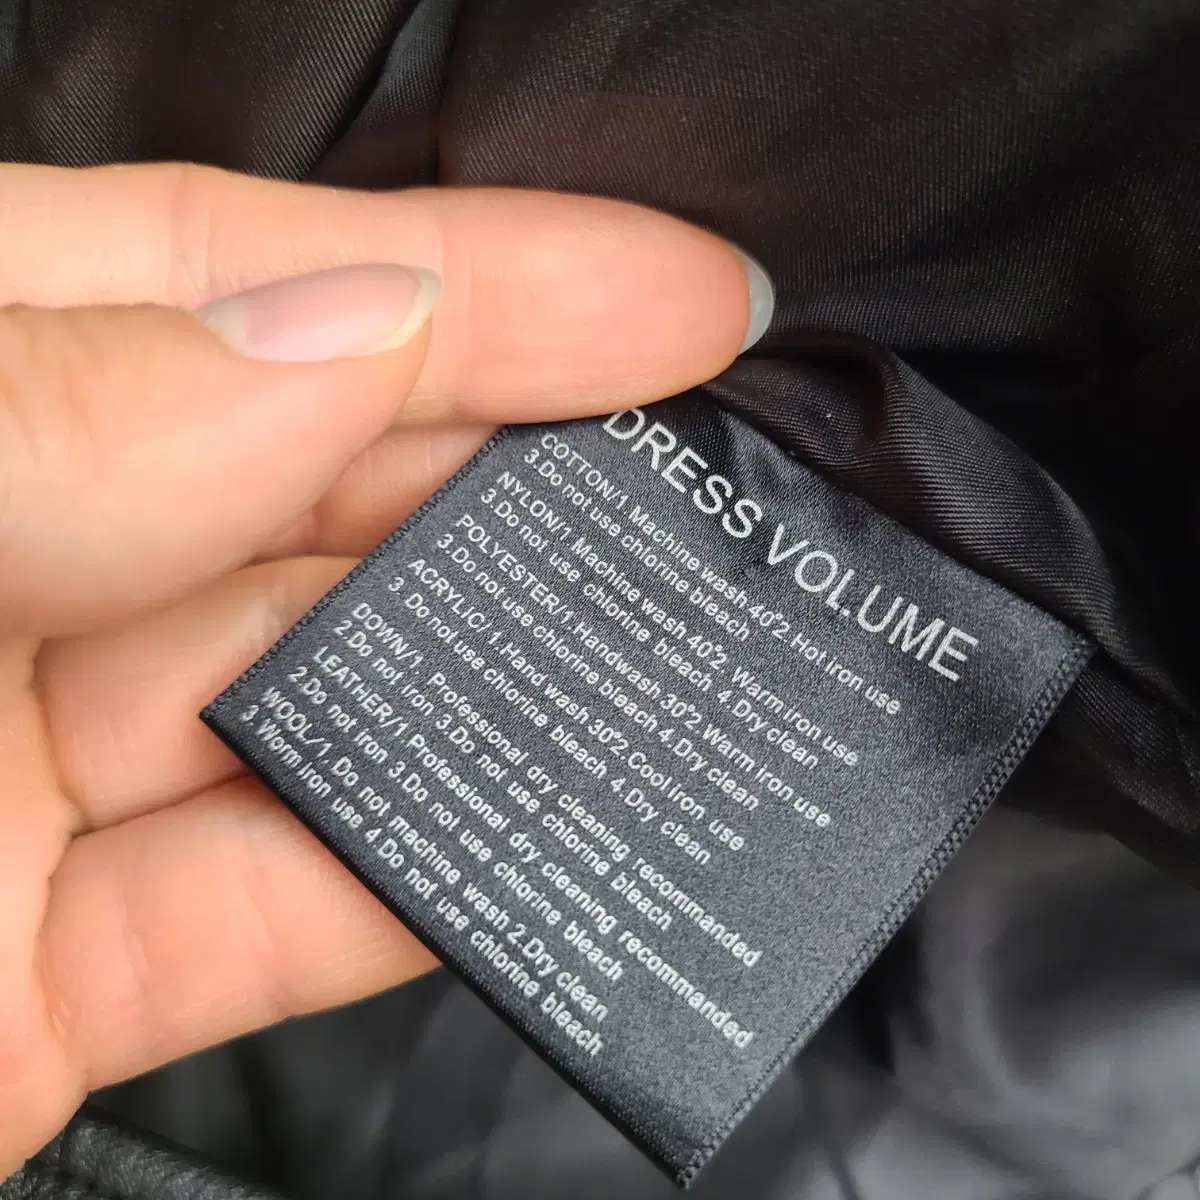 DRESS VOLUME
COTTON/1 Machine wash 40°2. Hot iron use
3.Do not use chlorine bleach
NYLON/1 Machine wash 40°2. Warm iron use
3.Do not use chlorine bleach 4.Dry clean
POLYESTER/1.Handwash 30°2.Warm iron use
3.Do not use chlorine bleach 4.Dry clean
ACRYLIC/1.Hand wash 30°2.Cool iron use
3.Do not use chlorine bleach 4.Dry clean
DOWN/1. Professional dry cleaning recommanded
2.Do not iron 3.Do not use chlorine bleach
LEATHER/1 Professional dry cleaning recommanded
2.Do not iron 3.Do not use chlorine bleach
WOOL/1.Do not machine wash 2.Dry clean
3.Worm iron use 4.Do not use chlorine bleach